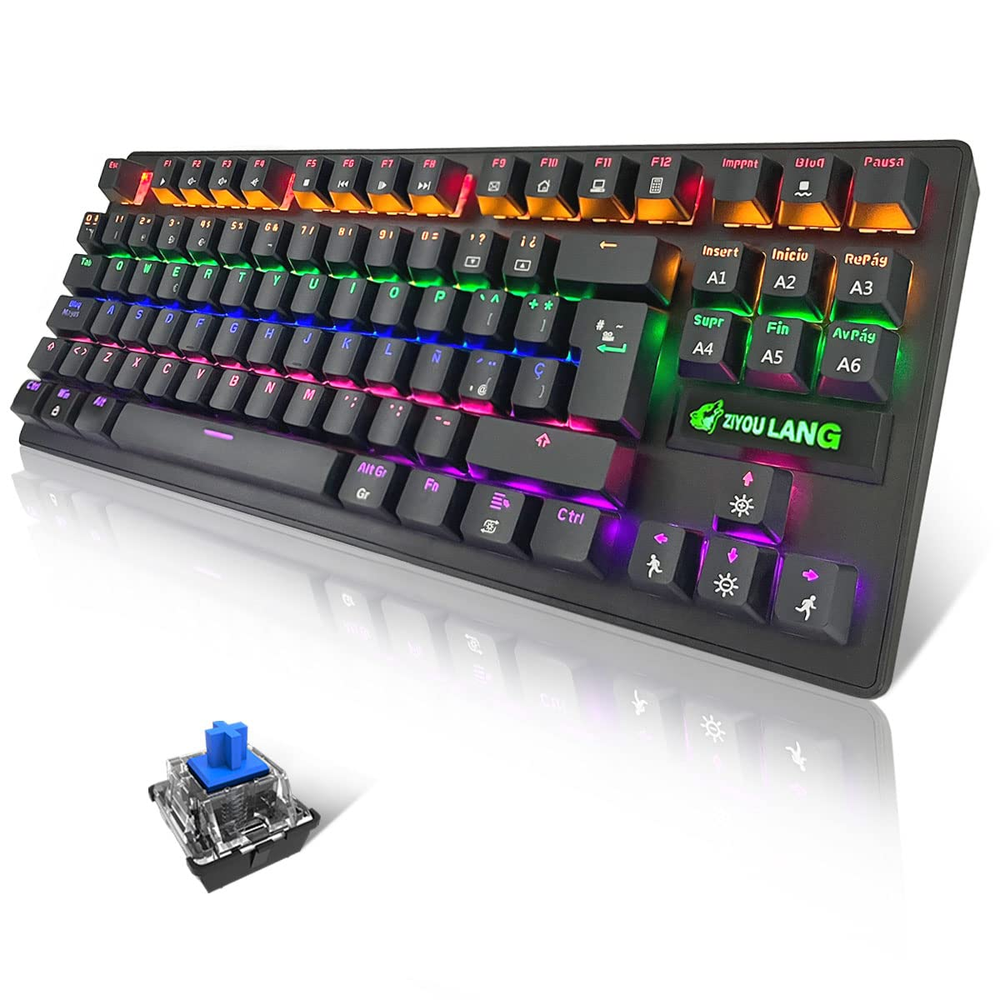 Esc F1 F2 F3 F4 F5 F6 F7 F8 F9 F10 F11 F12 Imppnt Bloq Pausa
1! 2" 3· 4$ 5% 6& 7/ 8( 9) 0= '? ¡¿ ← Insert Inicio RePág
A1 A2 A3
Tab Q W E R T Y U I O P `^ [ +* ] Supr Fin AvPág
A4 A5 A6
Bloq Mayus A S D F G H J K L Ñ Ç # ~
<> Z X C V B N M
ZIYOU LANG
Ctrl Wn Alt Alt Gr Gr Fn Ctrl